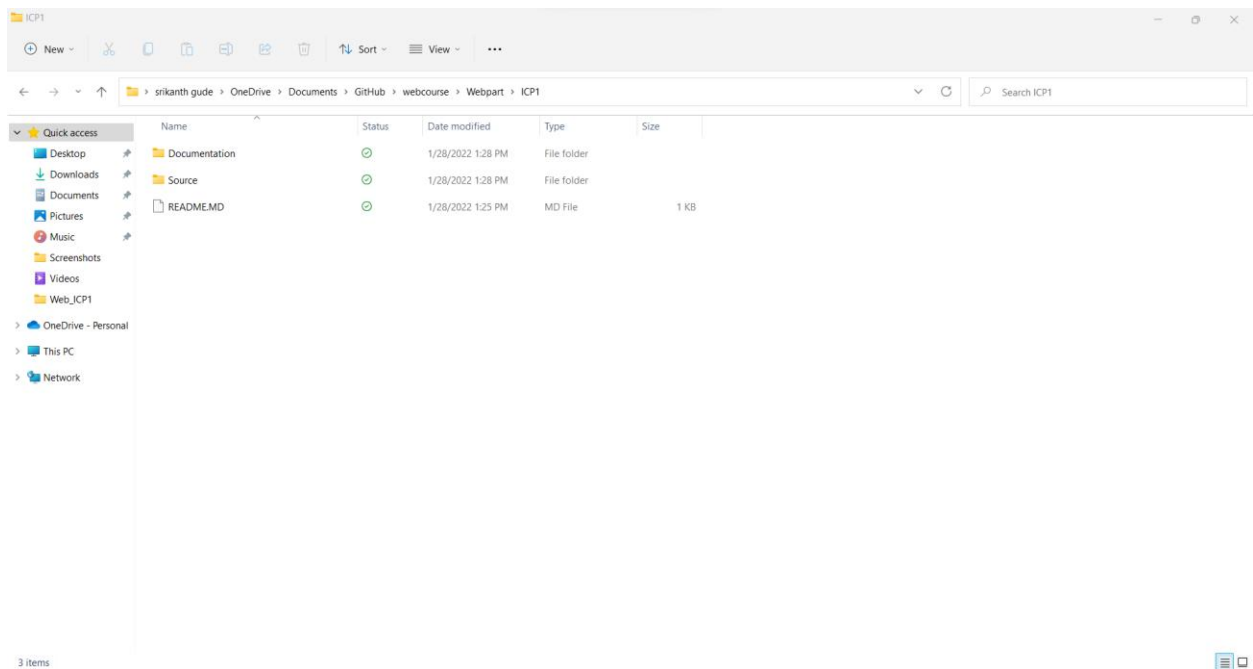 ICP1
New Sort View
srikanth gude > OneDrive > Documents > GitHub > webcourse > Webpart > ICP1 Search ICP1
Name Status Date modified Type Size
Quick access
Desktop
Downloads
Documents
Pictures
Music
Screenshots
Videos
Web_ICP1
OneDrive - Personal
This PC
Network
Documentation 1/28/2022 1:28 PM File folder
Source 1/28/2022 1:28 PM File folder
README.MD 1/28/2022 1:25 PM MD File 1 KB
3 items